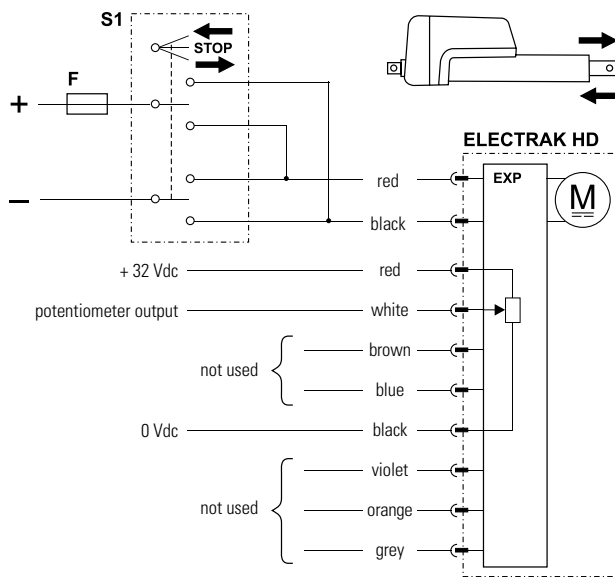 S1
STOP
F
+
−
ELECTRAK HD
EXP
M
red
black
+ 32 Vdc
red
potentiometer output
white
not used
brown
blue
0 Vdc
black
not used
violet
orange
grey